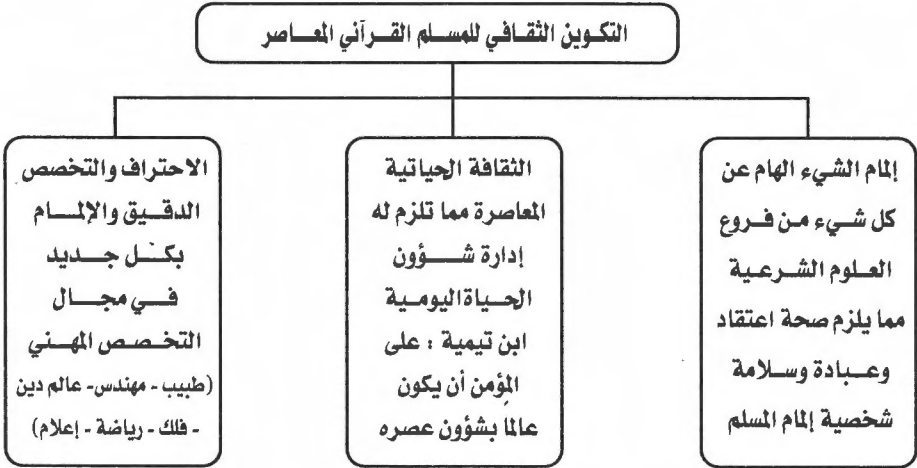 التكوين الثقافي للمسلم القرآني المعاصر
إلمام الشيء الهام عن
كل شيء من فروع
العلوم الشرعية
مما يلزم صحة اعتقاد
وعبادة وسلامة
شخصية إلمام المسلم
الثقافة الحياتية
المعاصرة مما تلزم له
إدارة شؤون
الحياة اليومية
ابن تيمية : على
المؤمن أن يكون
عالمًا بشؤون عصره
الاحتراف والتخصص
الدقيق والإلمام
بكل جديد
في مجال
التخصص المهني
(طبيب - مهندس- عالم دين
- فلك - رياضة - إعلام)